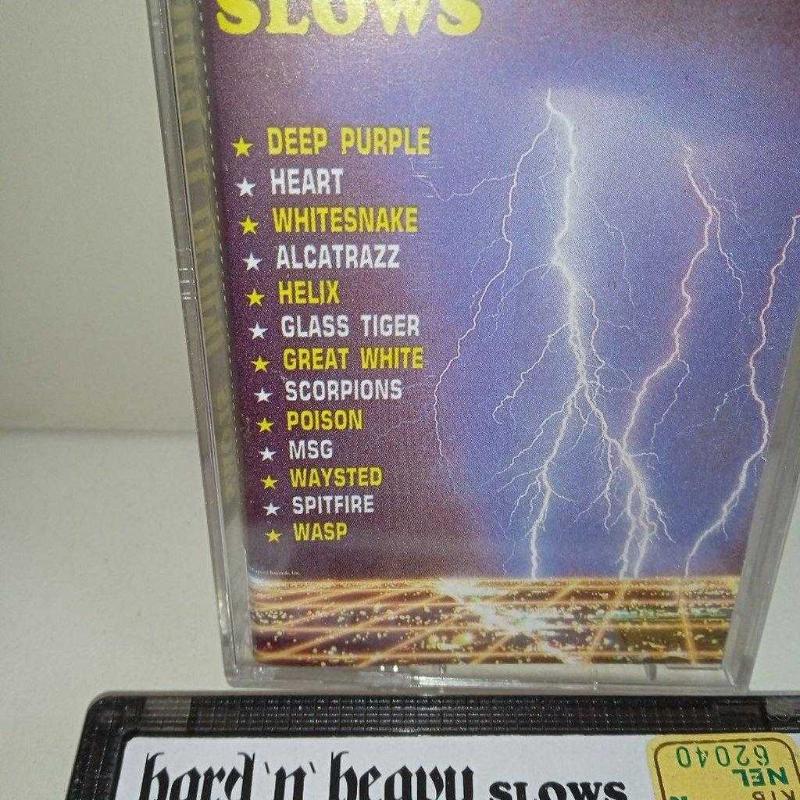 SLOWS
★ DEEP PURPLE
★ HEART
★ WHITESNAKE
★ ALCATRAZZ
★ HELIX
★ GLASS TIGER
★ GREAT WHITE
★ SCORPIONS
★ POISON
★ MSG
★ WAYSTED
★ SPITFIRE
★ WASP
hard 'n' heavy SLOWS
62040
NEL